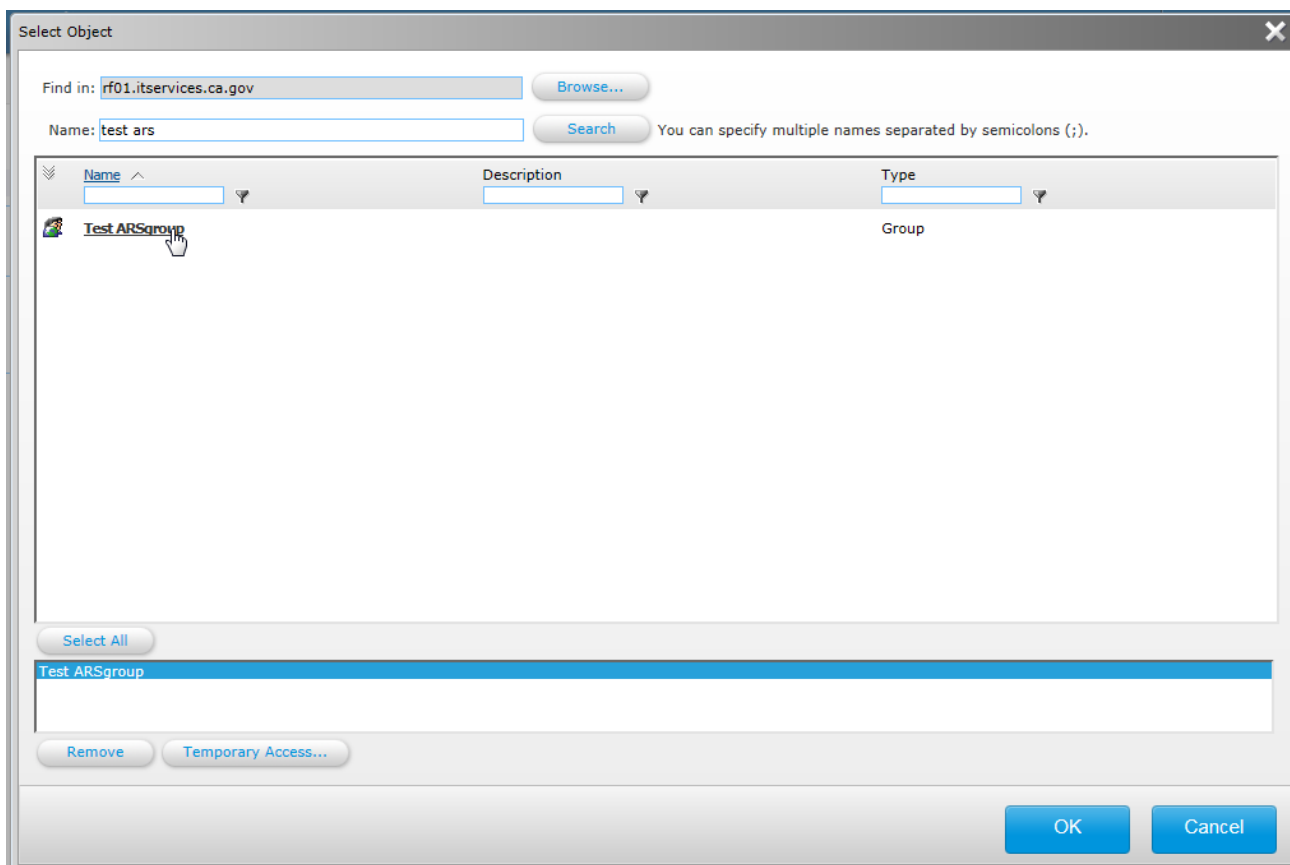 Select Object
Find in: rf01.itservices.ca.gov Browse...
Name: test ars Search You can specify multiple names separated by semicolons (;).
Name Description Type
Test ARSgroup Group
Select All
Test ARSgroup
Remove Temporary Access...
OK Cancel